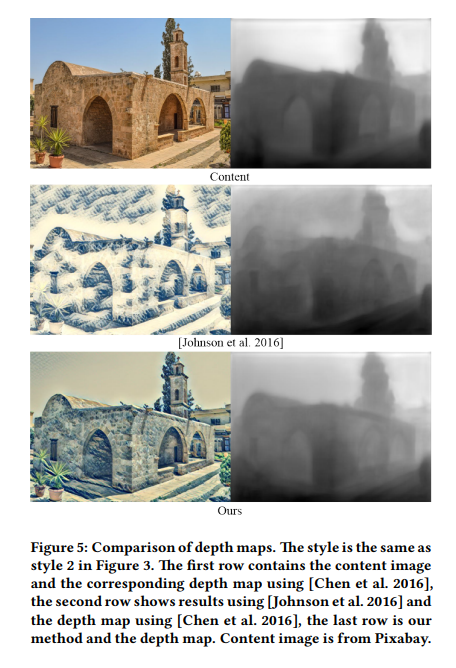 Content
[Johnson et al. 2016]
Ours
Figure 5: Comparison of depth maps. The style is the same as
style 2 in Figure 3. The first row contains the content image
and the corresponding depth map using [Chen et al. 2016],
the second row shows results using [Johnson et al. 2016] and
the depth map using [Chen et al. 2016], the last row is our
method and the depth map. Content image is from Pixabay.